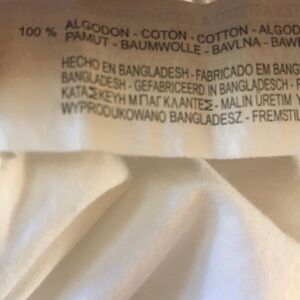 100 % ALGODON - COTON - COTTON - ALGOD
PAMUT - BAUMWOLLE - BAVLNA - BAWE
HECHO EN BANGLADESH - FABRICADO EM BANG
BANGLADESH - GEFABRICEERD IN BANGLADESCH - F
ΚΑΤΑΣΚΕΥΗ ΜΠΑΓΚΛΑΝΤΕΣ - MALIN ÜRETIM Y
WYPRODUKOWANO BANGLADESZ - FREMSTIL